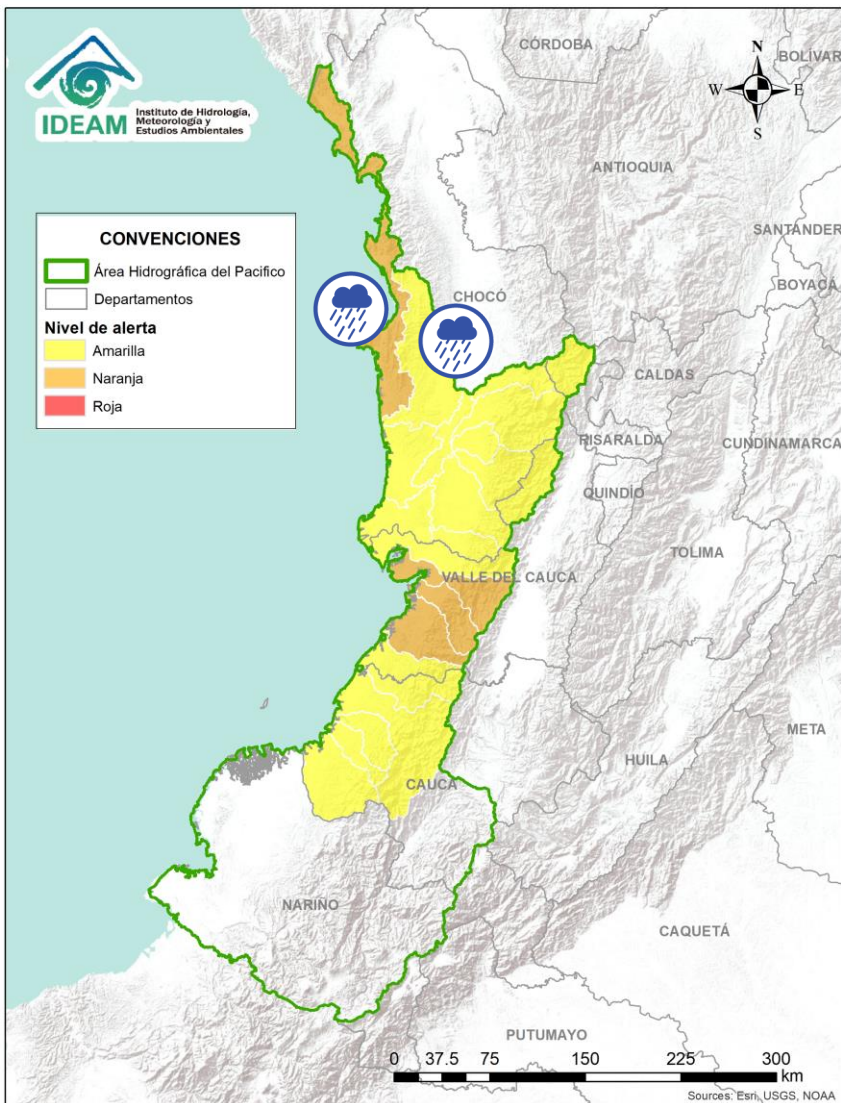 IDEAM
Instituto de Hidrología,
Meteorología y
Estudios Ambientales
CÓRDOBA
BOLÍVAR
N
W
E
S
ANTIOQUIA
SANTANDER
BOYACÁ
CONVENCIONES
Área Hidrográfica del Pacifico
Departamentos
Nivel de alerta
Amarilla
Naranja
Roja
CHOCÓ
CALDAS
RISARALDA
CUNDINAMARCA
QUINDÍO
TOLIMA
VALLE DEL CAUCA
META
HUILA
CAUCA
NARIÑO
CAQUETÁ
PUTUMAYO
0 37.5 75 150 225 300
km
Sources: Esri, USGS, NOAA